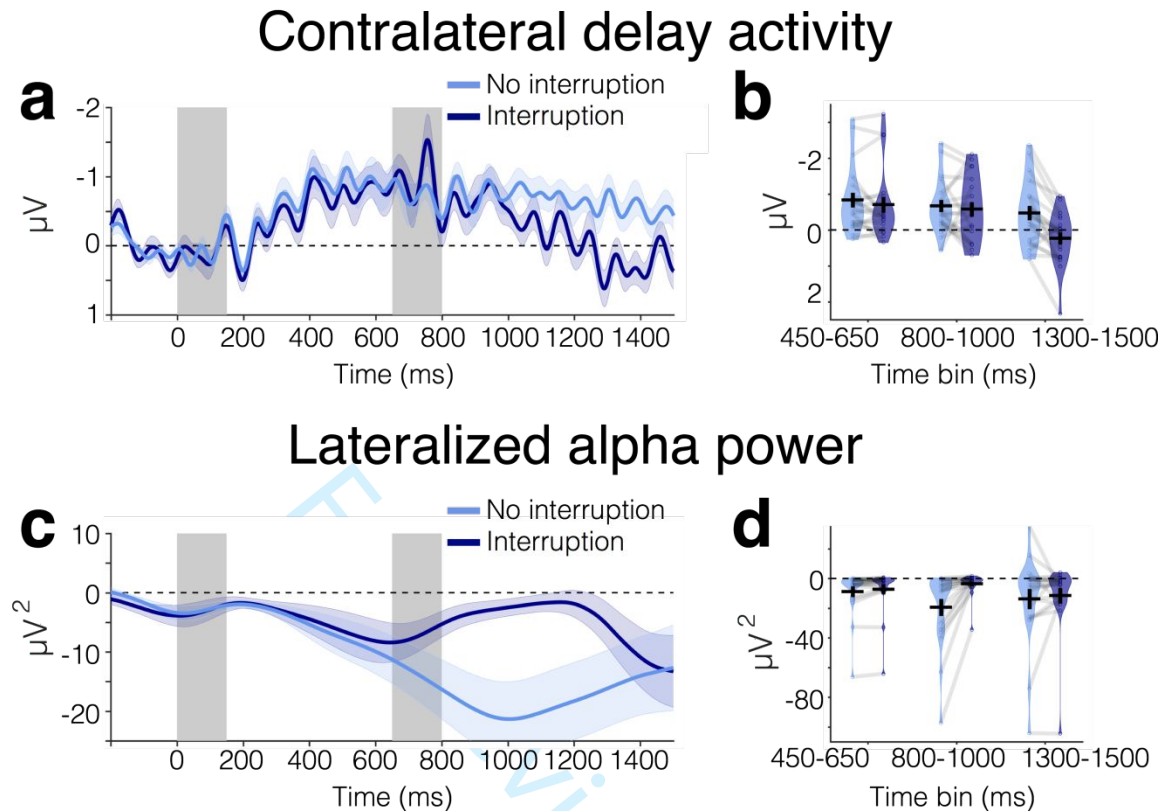 Contralateral delay activity
a
No interruption
Interruption
b
-2
-1
0
1
µV
0 200 400 600 800 1000 1200 1400
Time (ms)
-2
0
2
µV
450-650 800-1000 1300-1500
Time bin (ms)
Lateralized alpha power
c
No interruption
Interruption
d
10
0
-10
-20
µV²
0 200 400 600 800 1000 1200 1400
Time (ms)
0
-40
-80
µV²
450-650 800-1000 1300-1500
Time bin (ms)